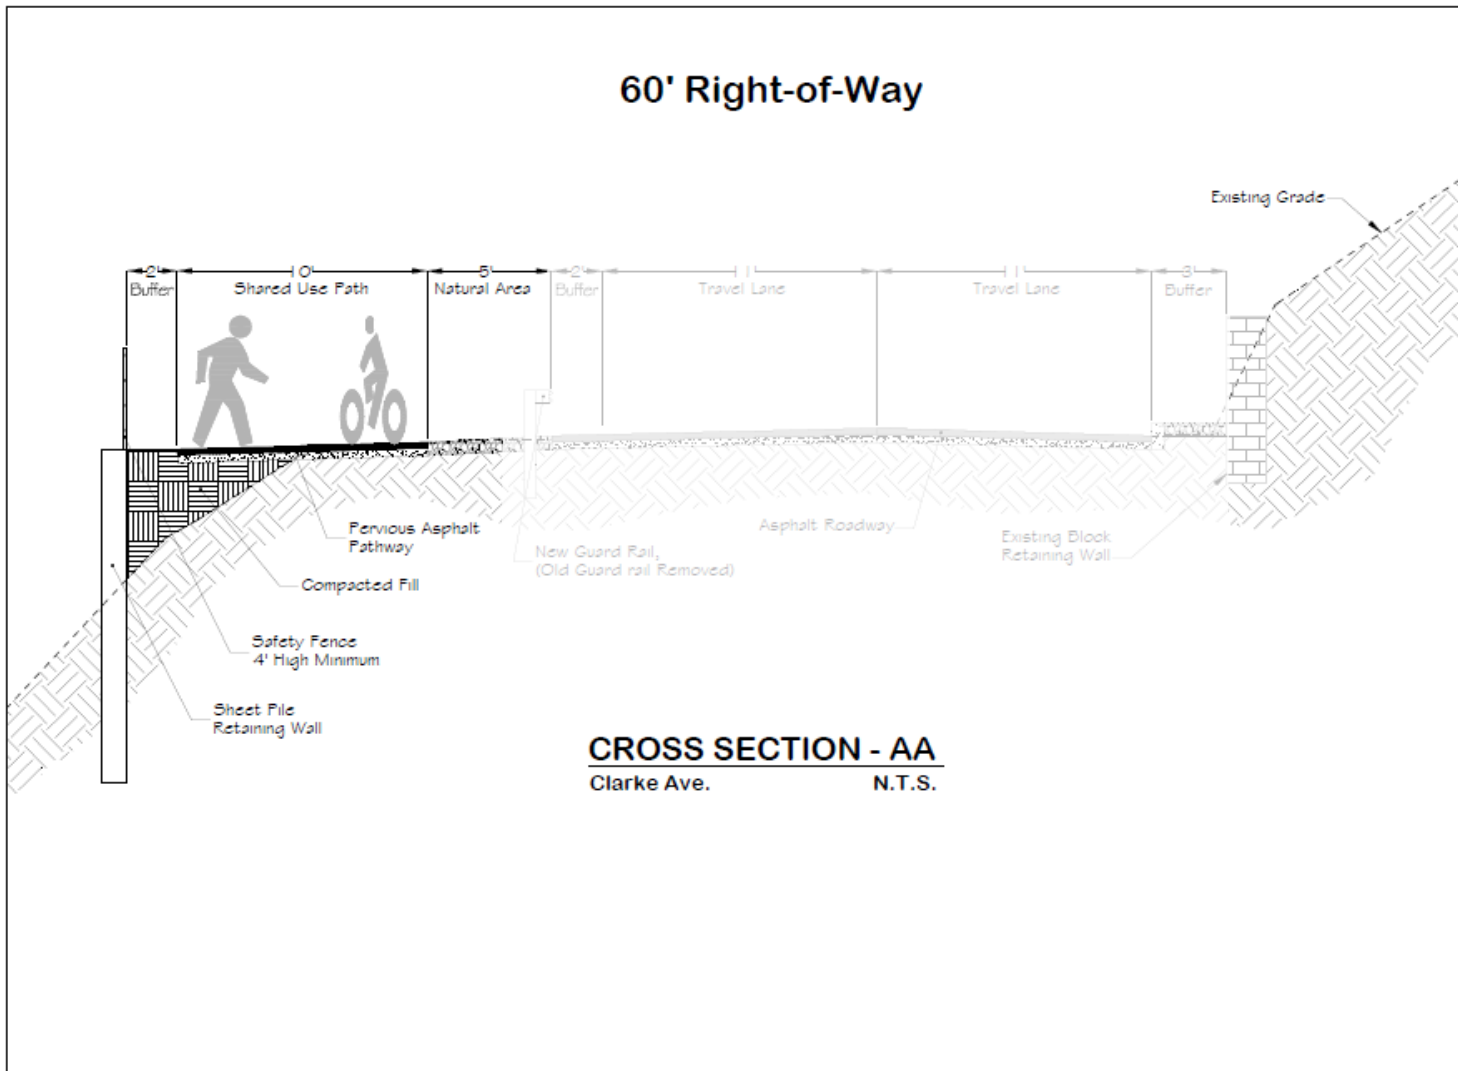 60' Right-of-Way
Existing Grade
2' 10' 5' 2' 11' 11' 3'
Buffer Shared Use Path Natural Area Buffer Travel Lane Travel Lane Buffer
Pervious Asphalt
Pathway
Asphalt Roadway
Existing Block
Retaining Wall
New Guard Rail,
(Old Guard rail Removed)
Compacted Fill
Safety Fence
4' High Minimum
Sheet Pile
Retaining Wall
CROSS SECTION - AA
Clarke Ave. N.T.S.